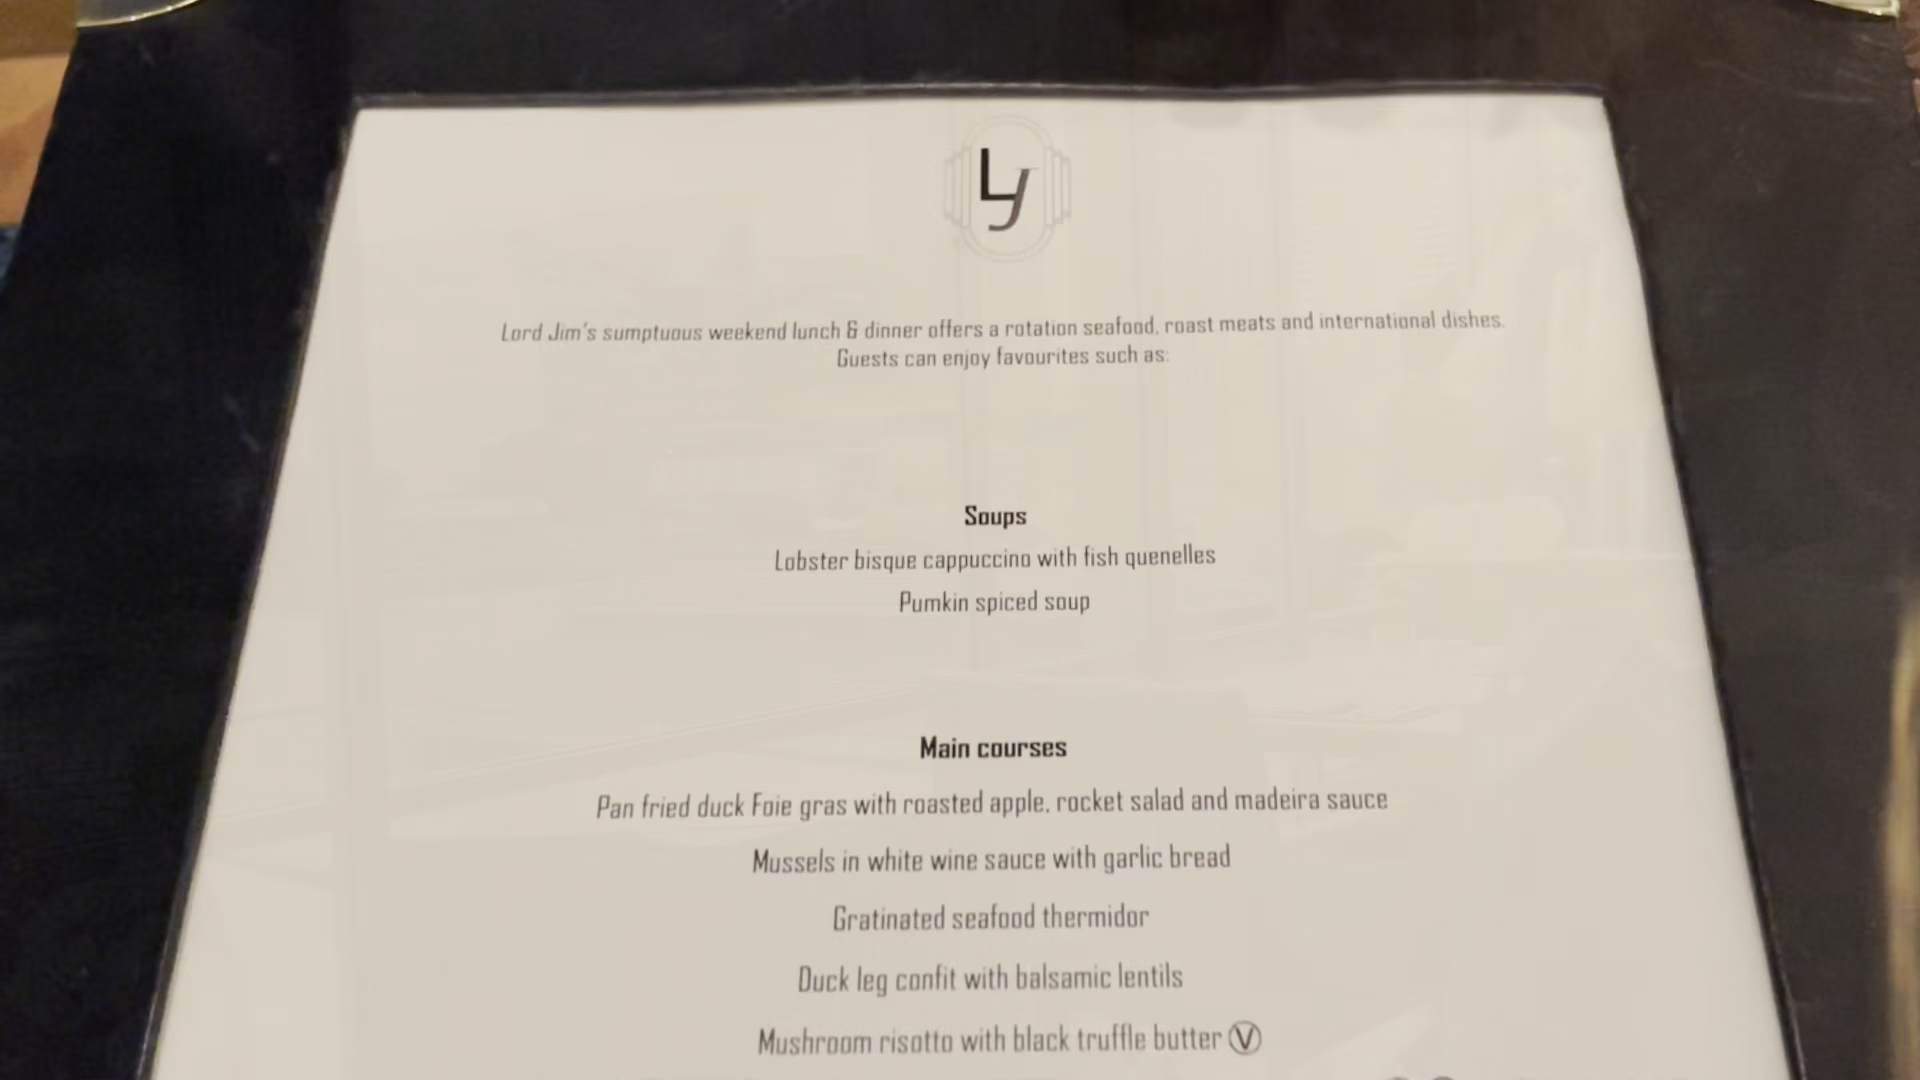 LJ
Lord Jim's sumptuous weekend lunch & dinner offers a rotation seafood, roast meats and international dishes.
Guests can enjoy favourites such as:
Soups
Lobster bisque cappuccino with fish quenelles
Pumkin spiced soup
Main courses
Pan fried duck Foie gras with roasted apple, rocket salad and madeira sauce
Mussels in white wine sauce with garlic bread
Gratinated seafood thermidor
Duck leg confit with balsamic lentils
Mushroom risotto with black truffle butter Ⓥ